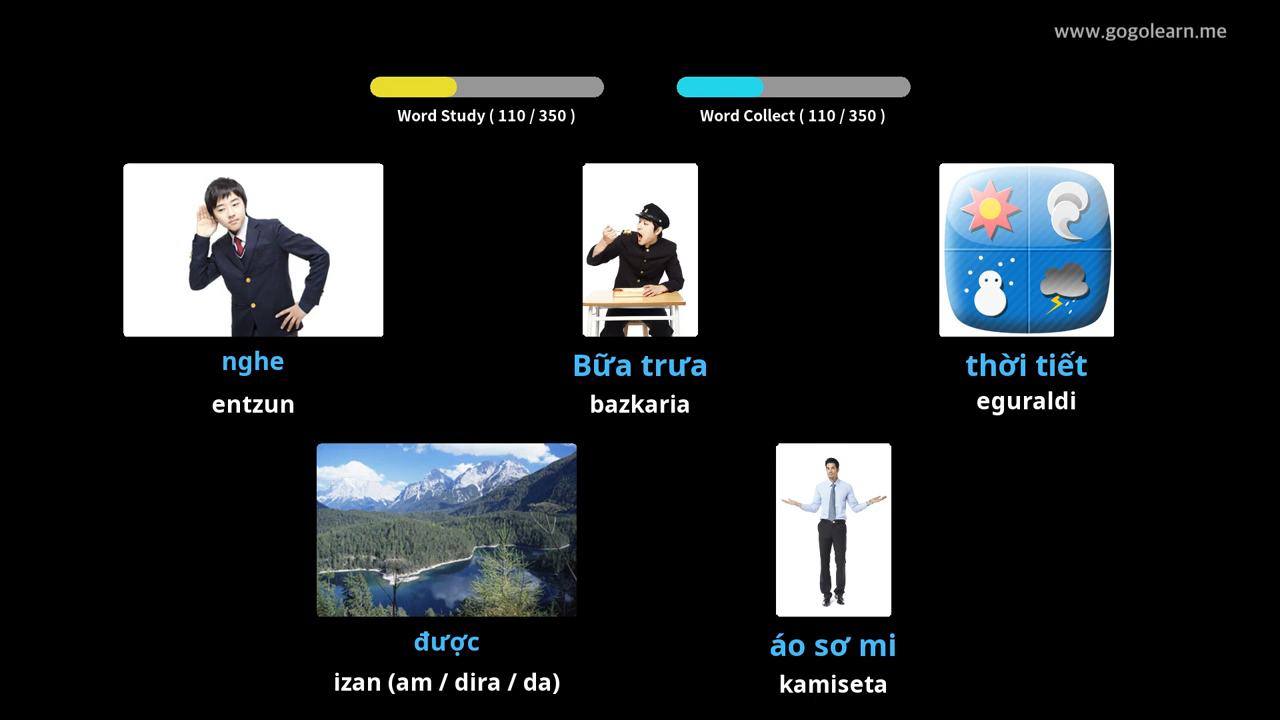 www.gogolearn.me
Word Study ( 110 / 350 )
Word Collect ( 110 / 350 )
nghe
entzun
Bữa trưa
bazkaria
thời tiết
eguraldi
được
izan (am / dira / da)
áo sơ mi
kamiseta